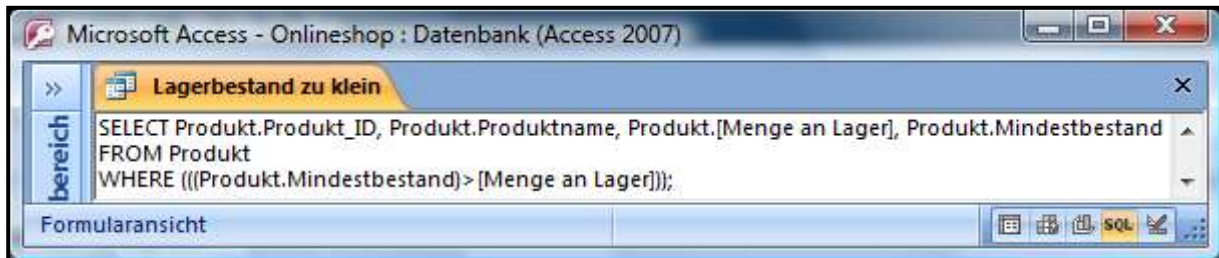 Microsoft Access - Onlineshop : Datenbank (Access 2007)
Lagerbestand zu klein
bereich
SELECT Produkt.Produkt_ID, Produkt.Produktname, Produkt.[Menge an Lager], Produkt.Mindestbestand
FROM Produkt
WHERE (((Produkt.Mindestbestand)>[Menge an Lager]));
Formularansicht
SQL